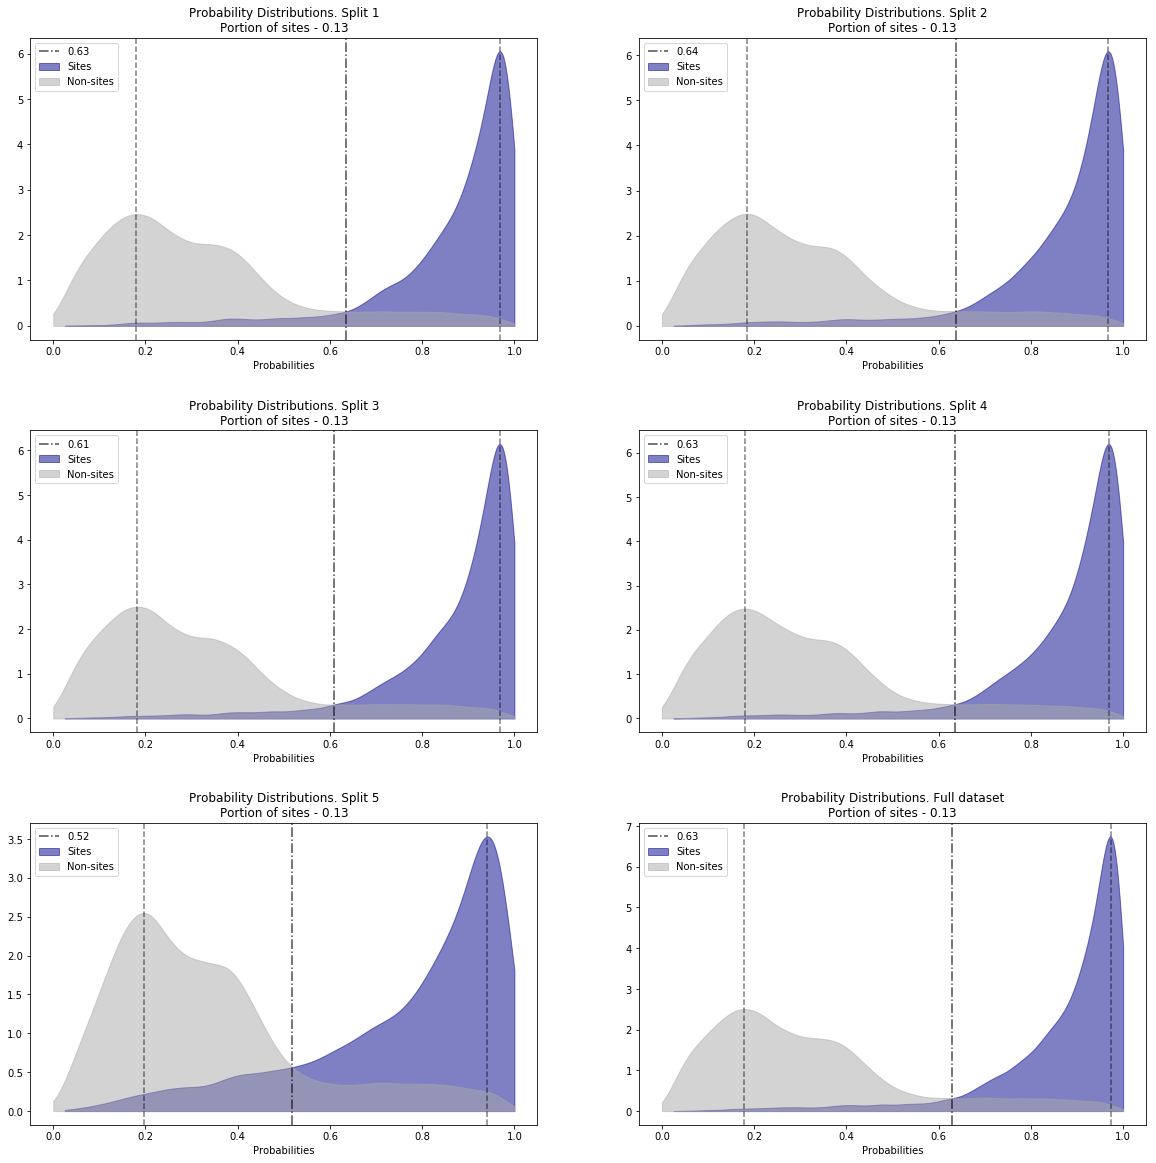 Probability Distributions. Split 1
Portion of sites - 0.13
0.63
Sites
Non-sites
6
5
4
3
2
1
0
0.0 0.2 0.4 0.6 0.8 1.0
Probabilities
Probability Distributions. Split 2
Portion of sites - 0.13
0.64
Sites
Non-sites
6
5
4
3
2
1
0
0.0 0.2 0.4 0.6 0.8 1.0
Probabilities
Probability Distributions. Split 3
Portion of sites - 0.13
0.61
Sites
Non-sites
6
5
4
3
2
1
0
0.0 0.2 0.4 0.6 0.8 1.0
Probabilities
Probability Distributions. Split 4
Portion of sites - 0.13
0.63
Sites
Non-sites
6
5
4
3
2
1
0
0.0 0.2 0.4 0.6 0.8 1.0
Probabilities
Probability Distributions. Split 5
Portion of sites - 0.13
0.52
Sites
Non-sites
3.5
3.0
2.5
2.0
1.5
1.0
0.5
0.0
0.0 0.2 0.4 0.6 0.8 1.0
Probabilities
Probability Distributions. Full dataset
Portion of sites - 0.13
0.63
Sites
Non-sites
7
6
5
4
3
2
1
0
0.0 0.2 0.4 0.6 0.8 1.0
Probabilities